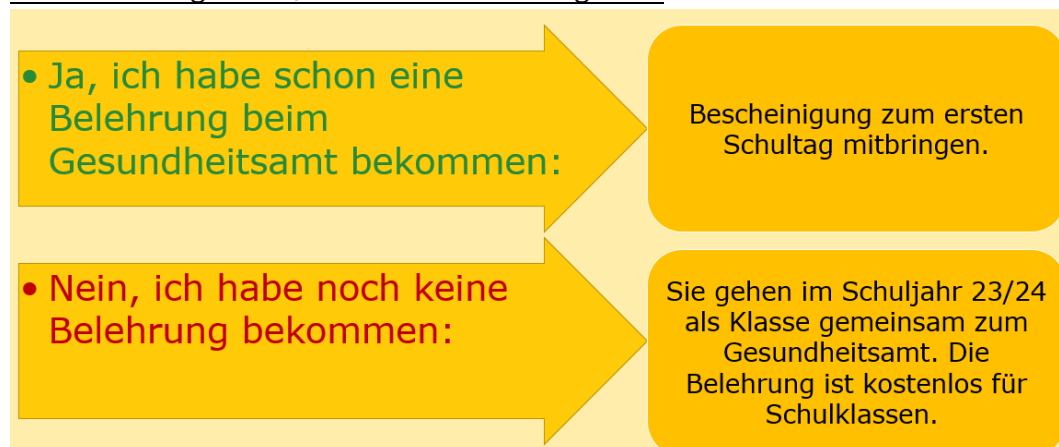 • Ja, ich habe schon eine
Belehrung beim
Gesundheitsamt bekommen:
Bescheinigung zum ersten
Schultag mitbringen.
• Nein, ich habe noch keine
Belehrung bekommen:
Sie gehen im Schuljahr 23/24
als Klasse gemeinsam zum
Gesundheitsamt. Die
Belehrung ist kostenlos für
Schulklassen.